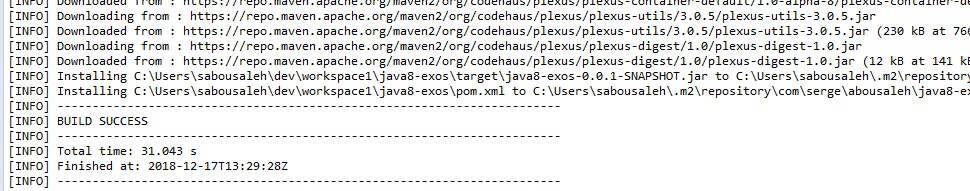 [INFO] Downloading from : https://repo.maven.apache.org/maven2/org/codehaus/plexus/plexus-container-default/1.0-alpha-8/plexus-container-de
[INFO] Downloading from : https://repo.maven.apache.org/maven2/org/codehaus/plexus/plexus-utils/3.0.5/plexus-utils-3.0.5.jar
[INFO] Downloaded from : https://repo.maven.apache.org/maven2/org/codehaus/plexus/plexus-utils/3.0.5/plexus-utils-3.0.5.jar (230 kB at 766
[INFO] Downloading from : https://repo.maven.apache.org/maven2/org/codehaus/plexus/plexus-digest/1.0/plexus-digest-1.0.jar
[INFO] Downloaded from : https://repo.maven.apache.org/maven2/org/codehaus/plexus/plexus-digest/1.0/plexus-digest-1.0.jar (12 kB at 141 kB
[INFO] Installing C:\Users\sabousaleh\dev\workspace1\java8-exos\target\java8-exos-0.0.1-SNAPSHOT.jar to C:\Users\sabousaleh\.m2\repository
[INFO] Installing C:\Users\sabousaleh\dev\workspace1\java8-exos\pom.xml to C:\Users\sabousaleh\.m2\repository\com\serge\abousaleh\java8-ex
[INFO] ------------------------------------------------------------------------
[INFO] BUILD SUCCESS
[INFO] ------------------------------------------------------------------------
[INFO] Total time: 31.043 s
[INFO] Finished at: 2018-12-17T13:29:28Z
[INFO] ------------------------------------------------------------------------